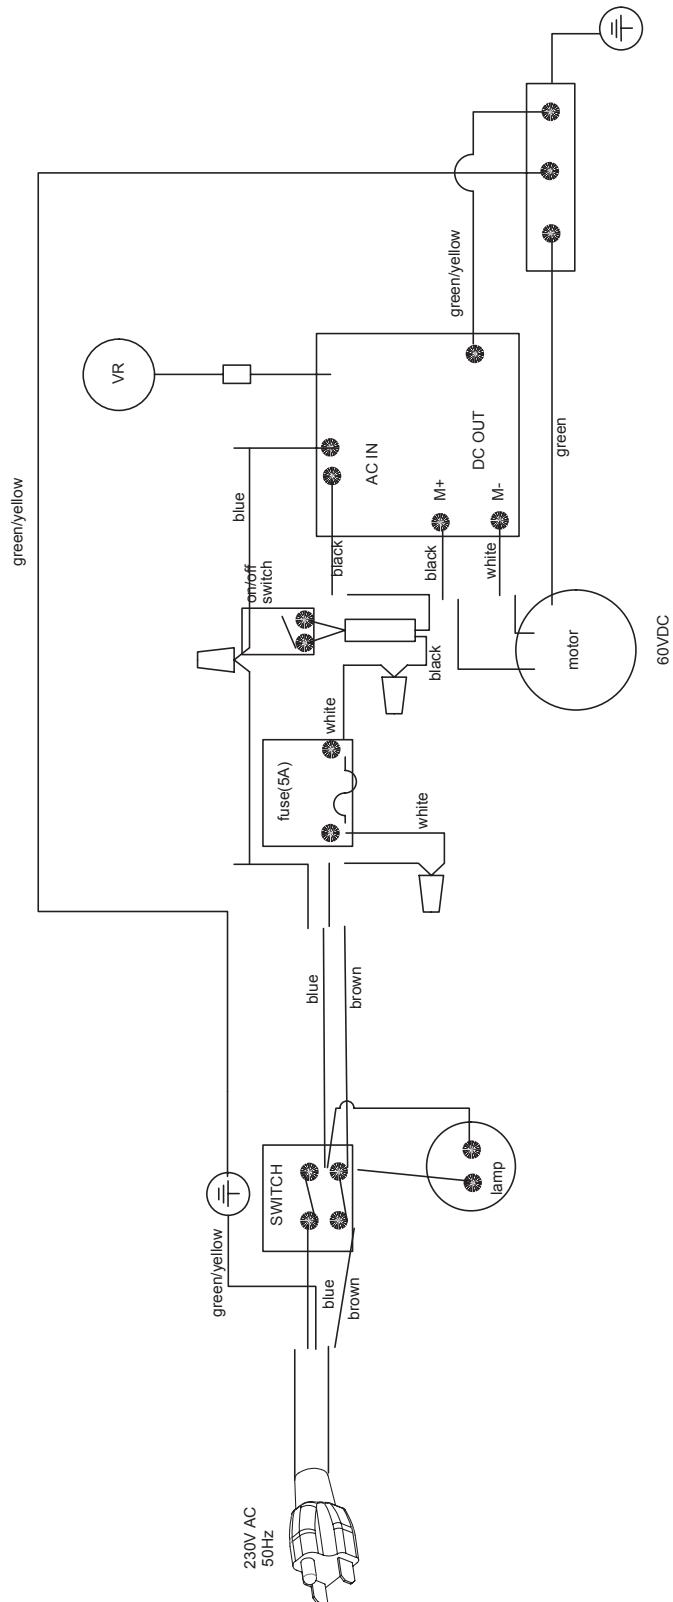 green/yellow
VR
green/yellow
AC IN
DC OUT
M+
M-
green
blue
black
black
white
on/off
switch
motor
60VDC
black
white
fuse(5A)
white
blue
brown
SWITCH
lamp
green/yellow
blue
brown
230V AC
50Hz